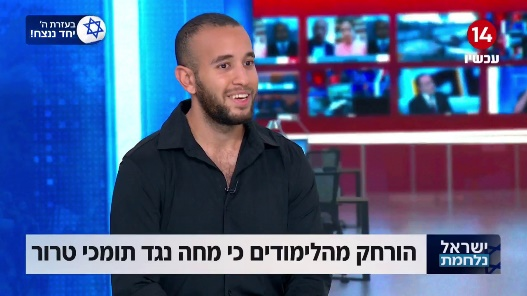 בעזרת ה'
יחד ננצח!
14
עכשיו
הורחק מהלימודים כי מחה נגד תומכי טרור
ישראל
נלחמת